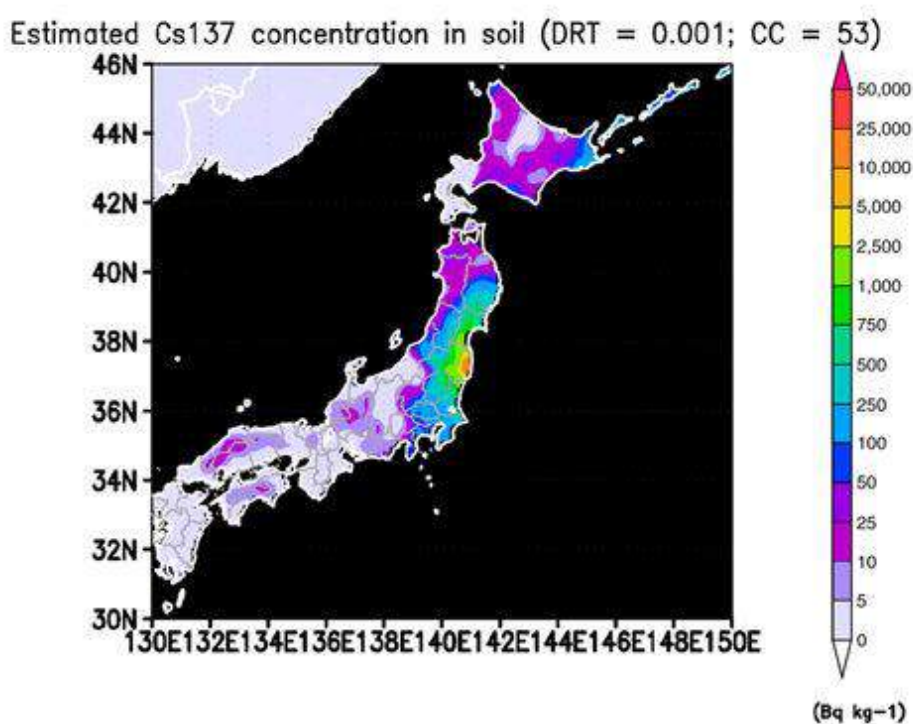 Estimated Cs137 concentration in soil (DRT = 0.001; CC = 53)
46N
44N
42N
40N
38N
36N
34N
32N
30N
130E132E134E136E138E140E142E144E146E148E150E
50,000
25,000
10,000
5,000
2,500
1,000
750
500
250
100
50
25
10
5
0
(Bq kg-1)